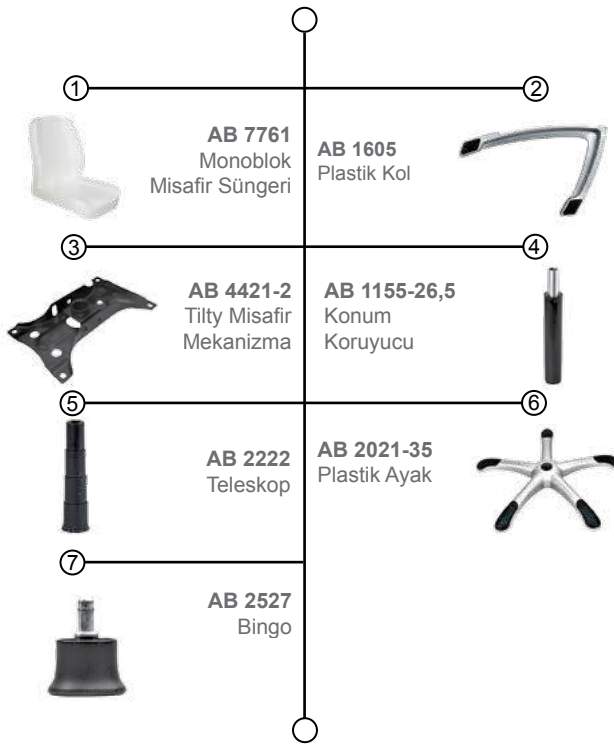 1
2
AB 7761
Monoblok
Misafir Süngeri
AB 1605
Plastik Kol
3
4
AB 4421-2
Tilty Misafir
Mekanizma
AB 1155-26,5
Konum
Koruyucu
5
6
AB 2222
Teleskop
AB 2021-35
Plastik Ayak
7
AB 2527
Bingo